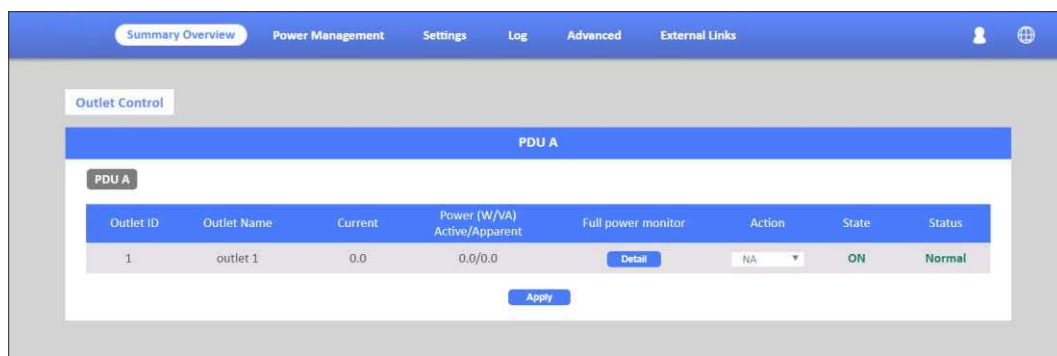 Summary Overview Power Management Settings Log Advanced External Links
Outlet Control
PDU A
PDU A
Outlet ID Outlet Name Current Power (W/VA) Active/Apparent Full power monitor Action State Status
1 outlet 1 0.0 0.0/0.0 Detail NA ON Normal
Apply